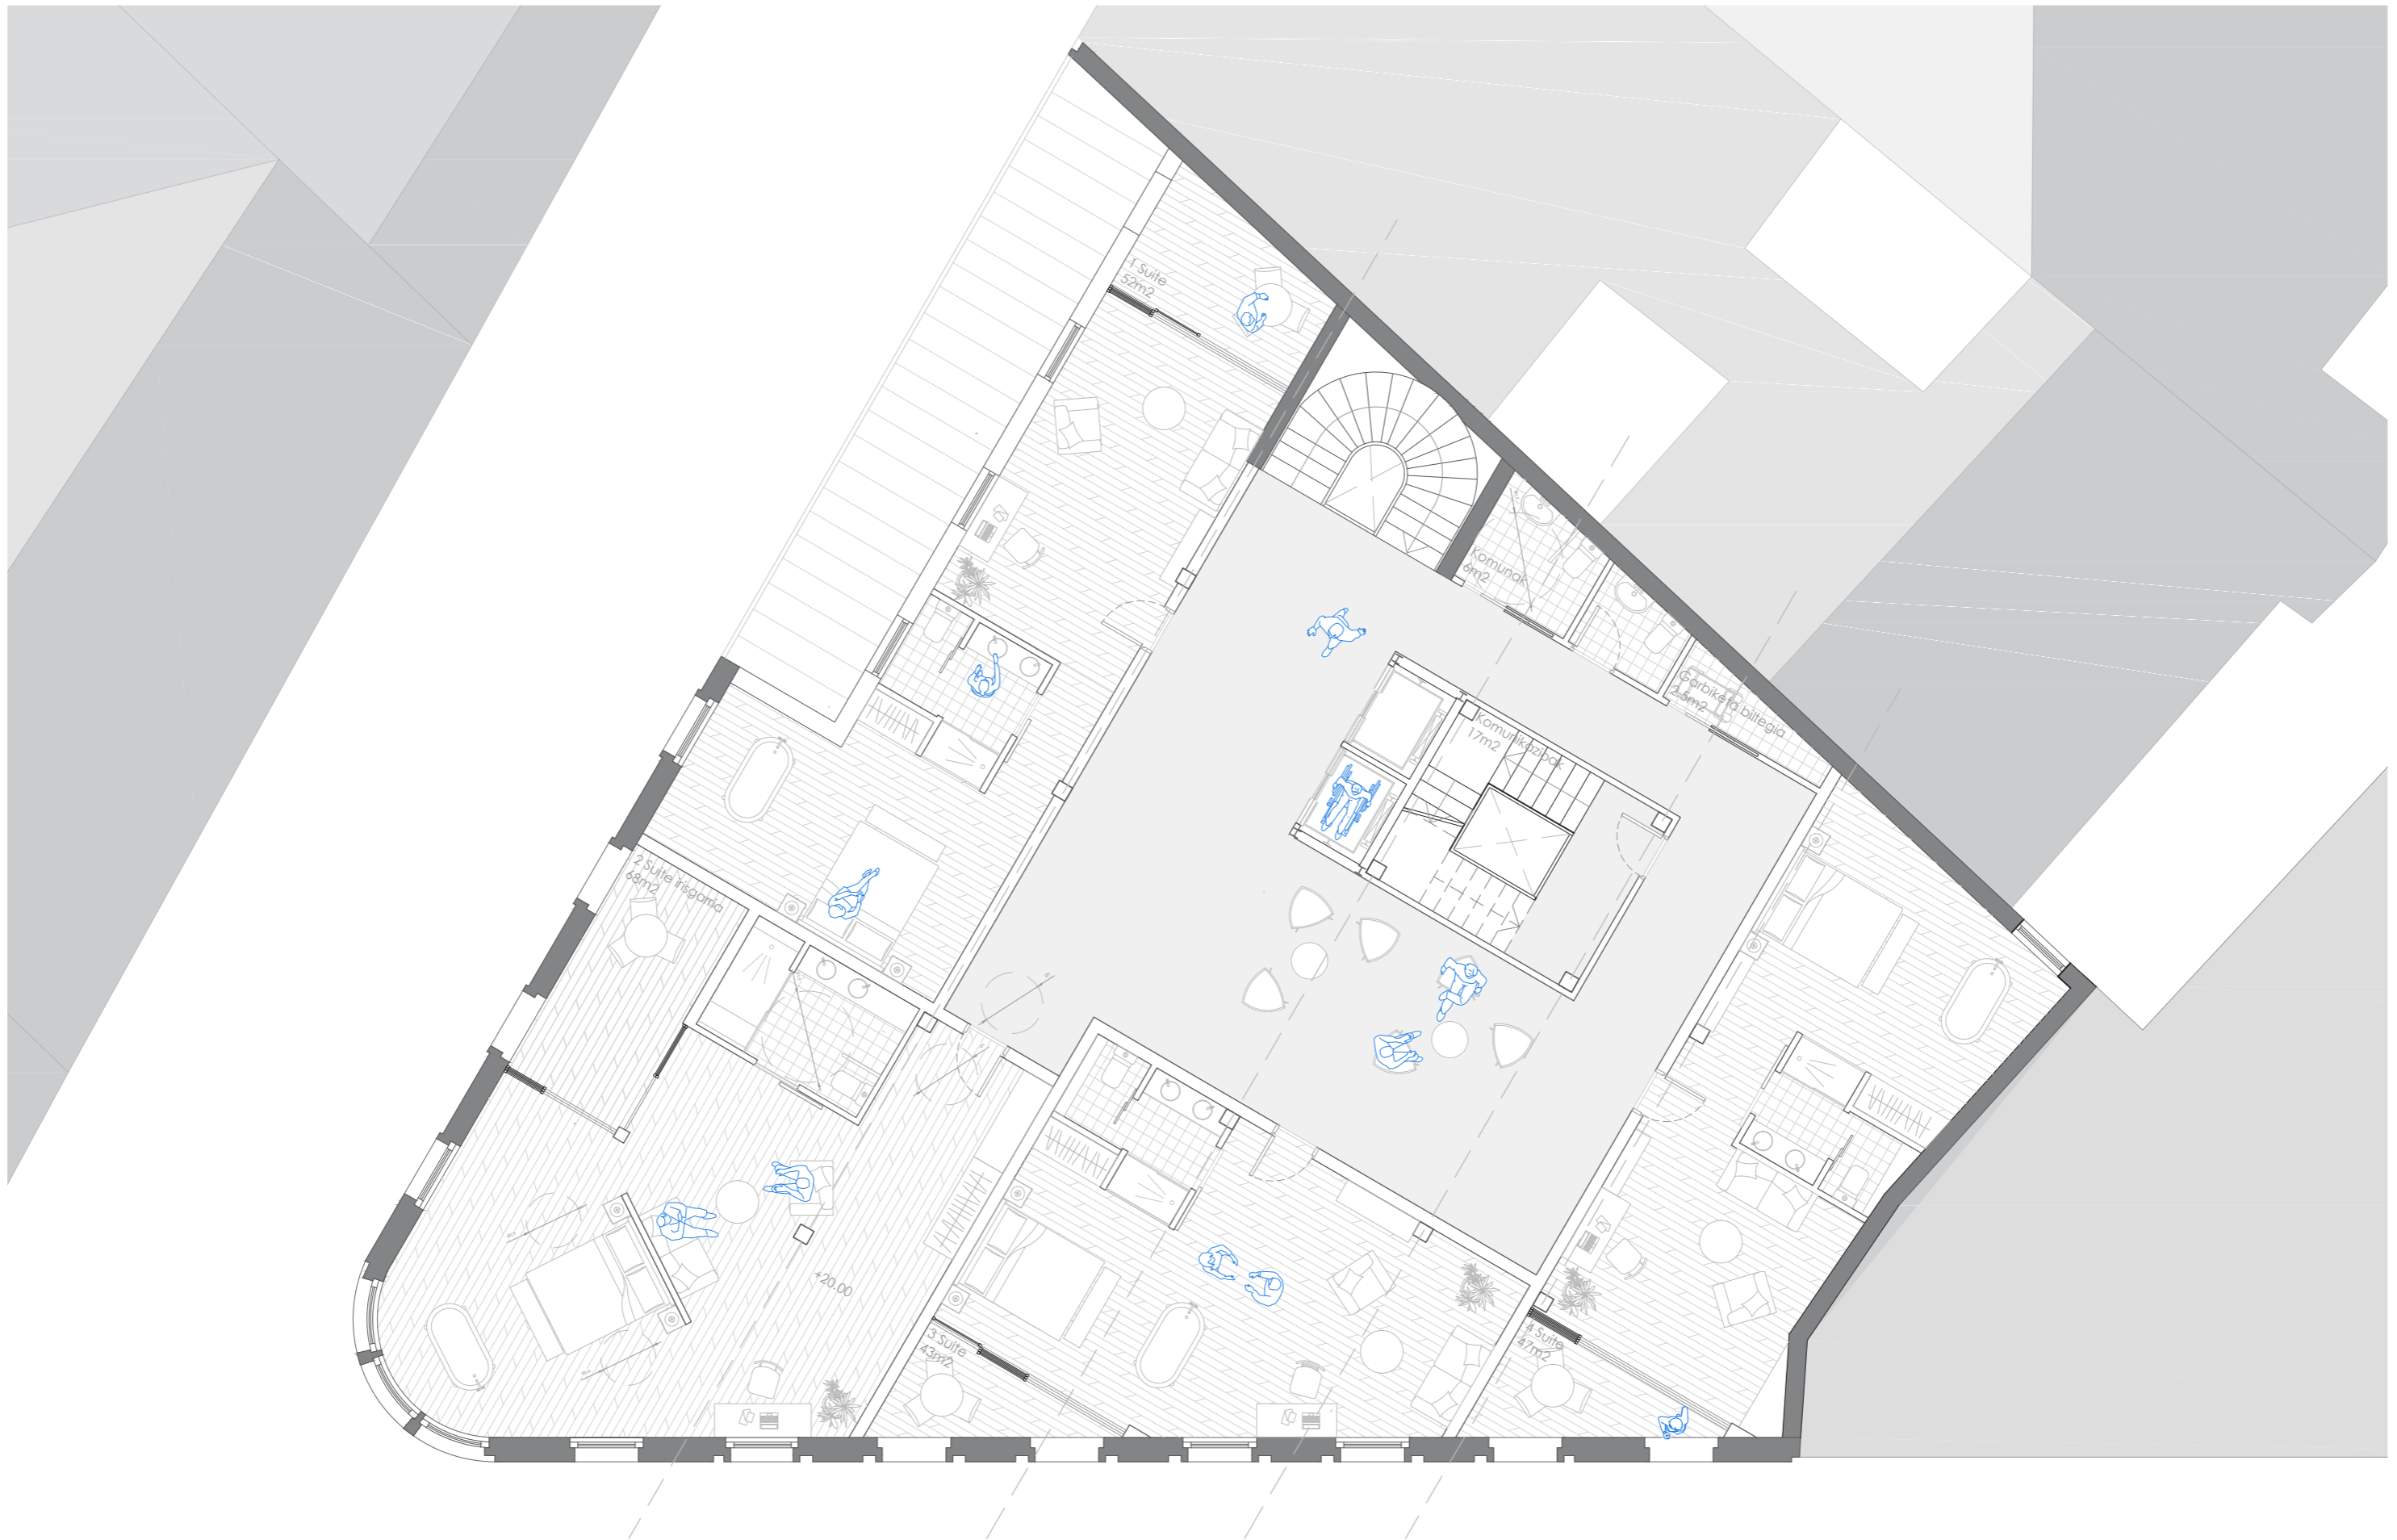 1 Suite
52m2
Komunak
6m2
Garbiketa biltegia
2.5m2
Komunikazioak
17m2
2 Suite irisgarria
68m2
+20.00
3 Suite
43m2
4 Suite
47m2